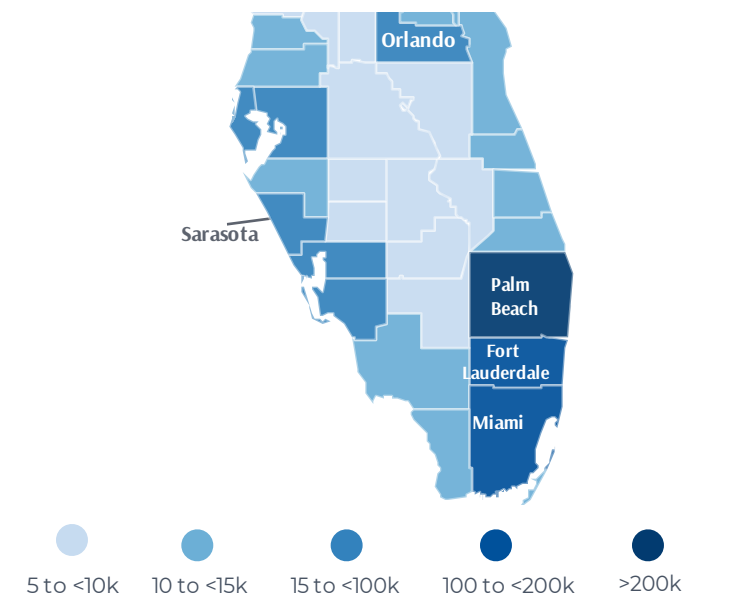 Orlando
Sarasota
Palm
Beach
Fort
Lauderdale
Miami
5 to <10k
10 to <15k
15 to <100k
100 to <200k
>200k